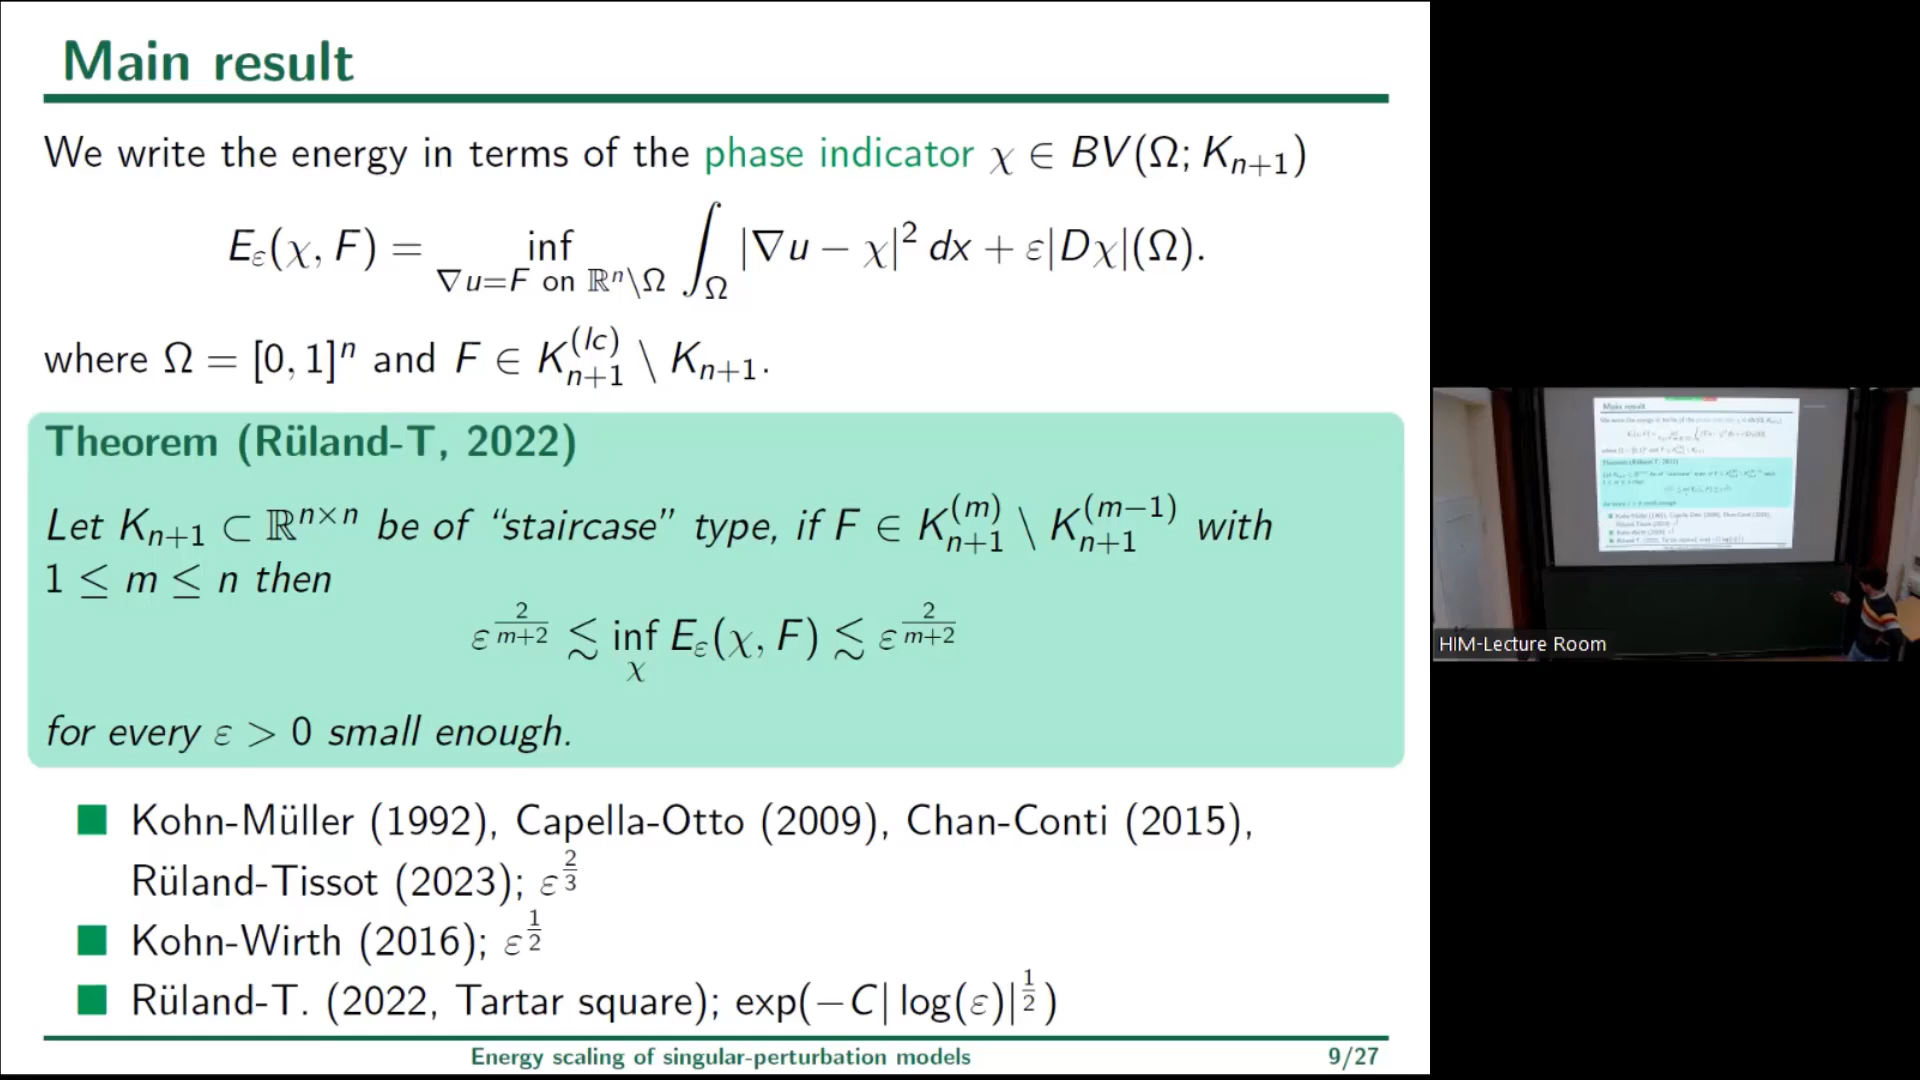 Main result
We write the energy in terms of the phase indicator χ ∈ BV(Ω; K_{n+1})
E_ε(χ, F) = inf_{∇u=F on ℝⁿ\Ω} ∫_Ω |∇u − χ|² dx + ε|Dχ|(Ω).
where Ω = [0, 1]ⁿ and F ∈ K_{n+1}^{(lc)} \ K_{n+1}.
Theorem (Rüland-T, 2022)
Let K_{n+1} ⊂ ℝ^{n×n} be of “staircase” type, if F ∈ K_{n+1}^{(m)} \ K_{n+1}^{(m−1)} with
1 ≤ m ≤ n then
ε^{2/(m+2)} ≲ inf_χ E_ε(χ, F) ≲ ε^{2/(m+2)}
for every ε > 0 small enough.
Kohn-Müller (1992), Capella-Otto (2009), Chan-Conti (2015),
Rüland-Tissot (2023); ε^{2/3}
Kohn-Wirth (2016); ε^{1/2}
Rüland-T. (2022, Tartar square); exp(−C| log(ε)|^{1/2})
Energy scaling of singular-perturbation models
9/27
Main result
HIM-Lecture Room